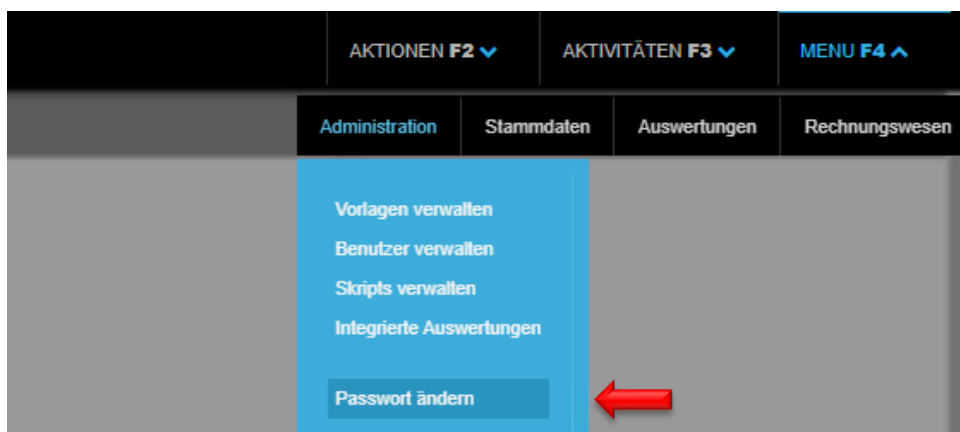 AKTIONEN F2 AKTIVITÄTEN F3 MENU F4
Administration Stammdaten Auswertungen Rechnungswesen
Vorlagen verwalten
Benutzer verwalten
Skripts verwalten
Integrierte Auswertungen
Passwort ändern